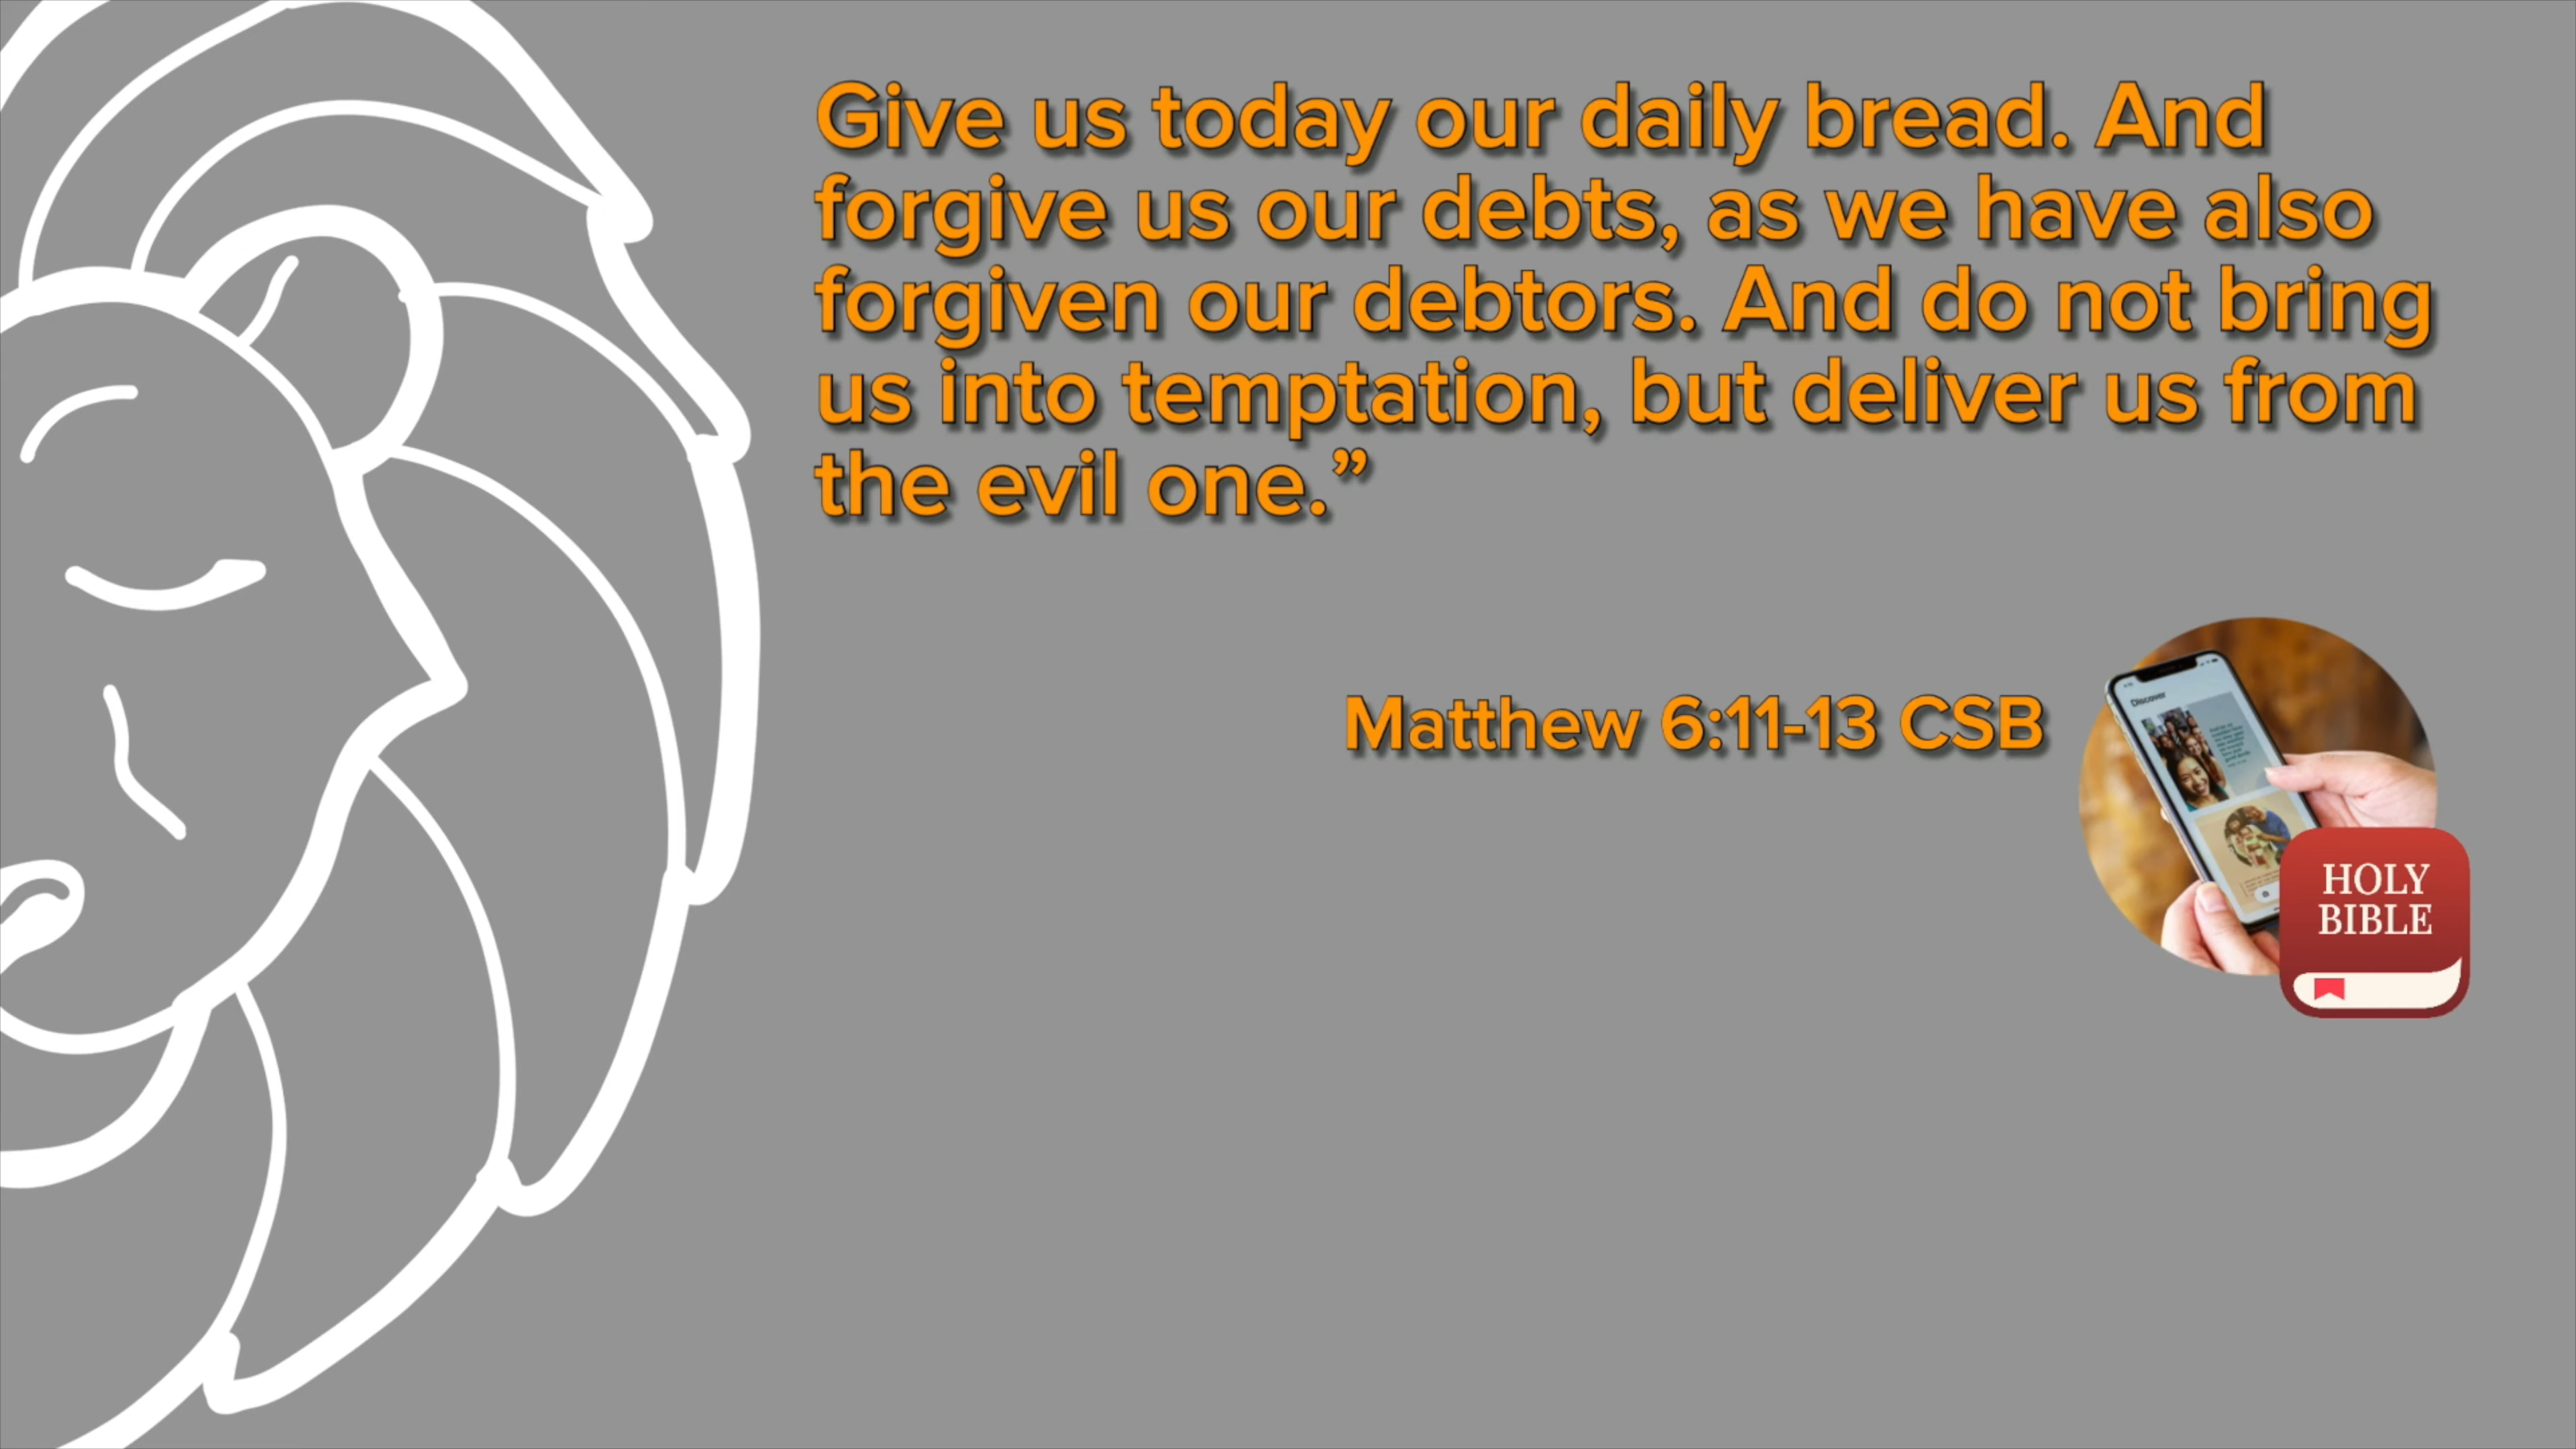 Give us today our daily bread. And
forgive us our debts, as we have also
forgiven our debtors. And do not bring
us into temptation, but deliver us from
the evil one.”
Matthew 6:11-13 CSB
Discover
HOLY
BIBLE